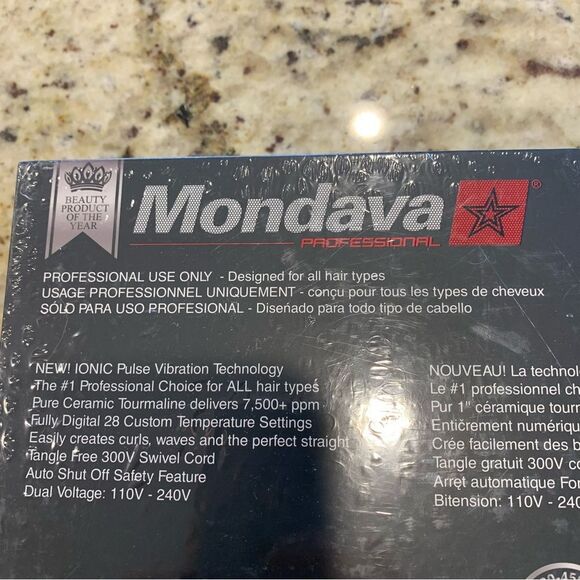 BEAUTY
PRODUCT
OF THE
YEAR
Mondava ®
PROFESSIONAL
PROFESSIONAL USE ONLY - Designed for all hair types
USAGE PROFESSIONNEL UNIQUEMENT - conçu pour tous les types de cheveux
SÓLO PARA USO PROFESIONAL - Diseñado para todo tipo de cabello
NEW! IONIC Pulse Vibration Technology
The #1 Professional Choice for ALL hair types
Pure Ceramic Tourmaline delivers 7,500+ ppm
Fully Digital 28 Custom Temperature Settings
Easily creates curls, waves and the perfect straight
Tangle Free 300V Swivel Cord
Auto Shut Off Safety Feature
Dual Voltage: 110V - 240V
NOUVEAU! La technol
Le #1 professionnel ch
Pur 1" céramique tourm
Entièrement numériqu
Crée facilement des b
Tangle gratuit 300V co
Arret automatique For
Bitension: 110V - 240